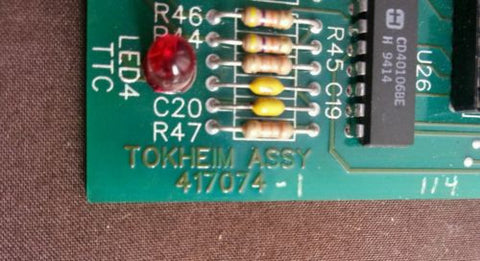 R46
R44
LED4
TTC
C20
R47
R45
C19
H CD40106BE
H 9414
U26
TOKHEIM ASSY
417074-1
114